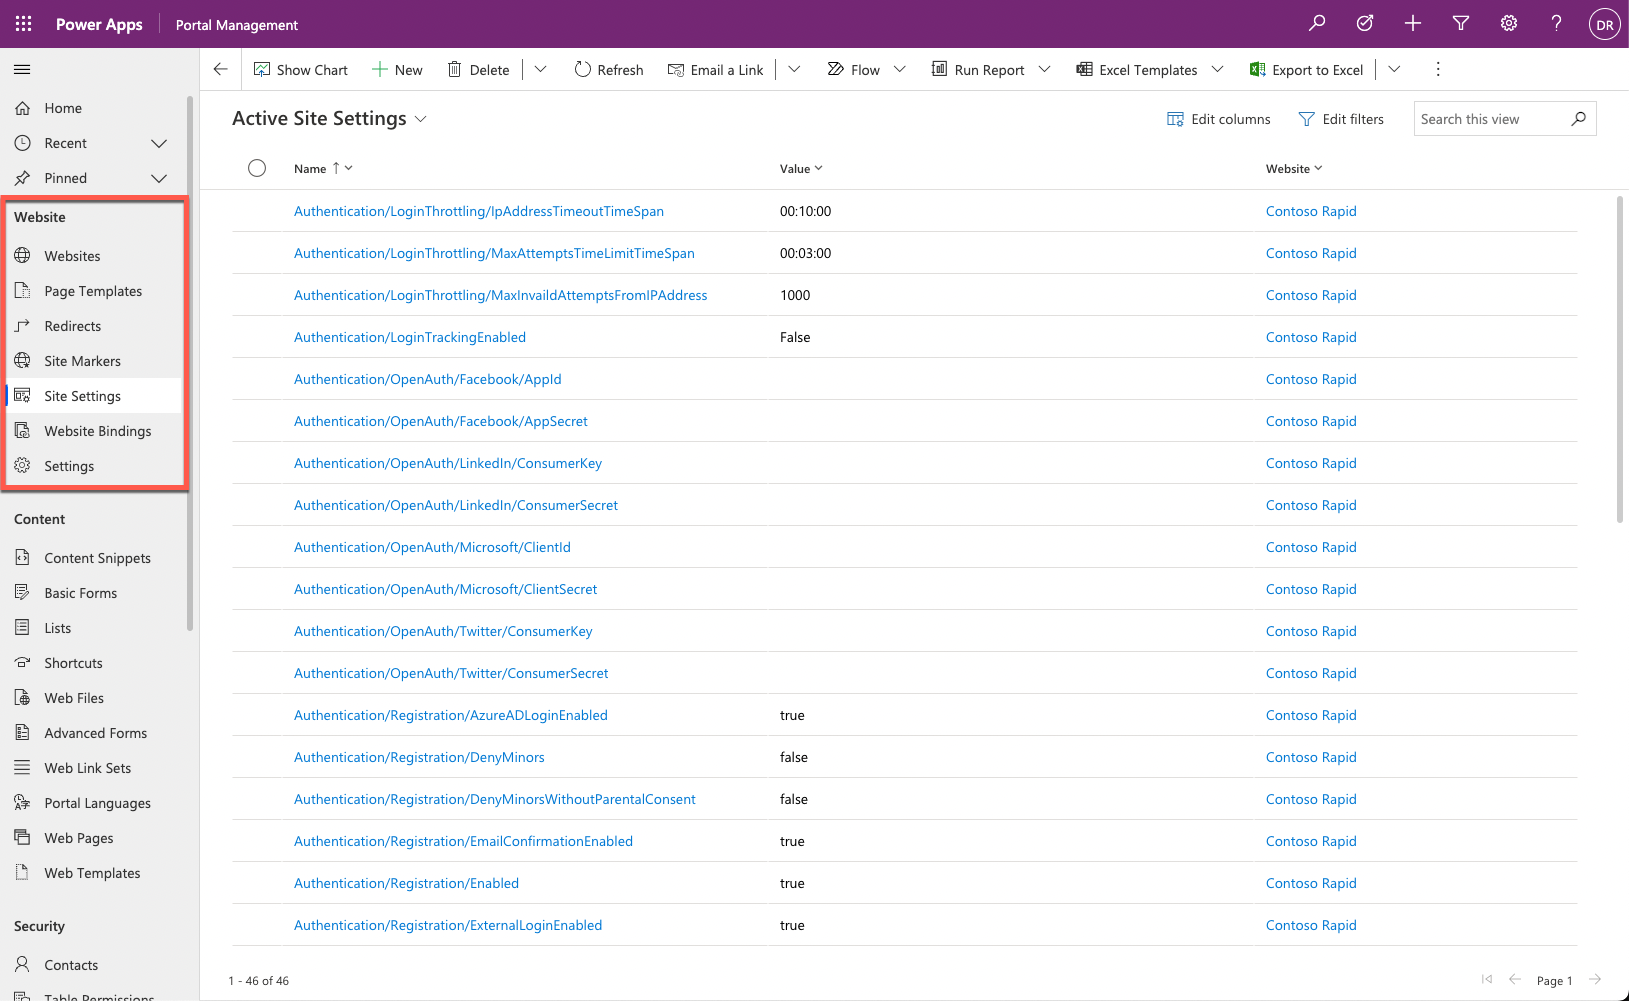 Power Apps
Portal Management
DR
Show Chart
New
Delete
Refresh
Email a Link
Flow
Run Report
Excel Templates
Export to Excel
Home
Recent
Pinned
Website
Websites
Page Templates
Redirects
Site Markers
Site Settings
Website Bindings
Settings
Content
Content Snippets
Basic Forms
Lists
Shortcuts
Web Files
Advanced Forms
Web Link Sets
Portal Languages
Web Pages
Web Templates
Security
Contacts
Table Permissions
Active Site Settings
Edit columns
Edit filters
Search this view
Name Value Website
Authentication/LoginThrottling/IpAddressTimeoutTimeSpan 00:10:00 Contoso Rapid
Authentication/LoginThrottling/MaxAttemptsTimeLimitTimeSpan 00:03:00 Contoso Rapid
Authentication/LoginThrottling/MaxInvaildAttemptsFromIPAddress 1000 Contoso Rapid
Authentication/LoginTrackingEnabled False Contoso Rapid
Authentication/OpenAuth/Facebook/AppId Contoso Rapid
Authentication/OpenAuth/Facebook/AppSecret Contoso Rapid
Authentication/OpenAuth/LinkedIn/ConsumerKey Contoso Rapid
Authentication/OpenAuth/LinkedIn/ConsumerSecret Contoso Rapid
Authentication/OpenAuth/Microsoft/ClientId Contoso Rapid
Authentication/OpenAuth/Microsoft/ClientSecret Contoso Rapid
Authentication/OpenAuth/Twitter/ConsumerKey Contoso Rapid
Authentication/OpenAuth/Twitter/ConsumerSecret Contoso Rapid
Authentication/Registration/AzureADLoginEnabled true Contoso Rapid
Authentication/Registration/DenyMinors false Contoso Rapid
Authentication/Registration/DenyMinorsWithoutParentalConsent false Contoso Rapid
Authentication/Registration/EmailConfirmationEnabled true Contoso Rapid
Authentication/Registration/Enabled true Contoso Rapid
Authentication/Registration/ExternalLoginEnabled true Contoso Rapid
1 - 46 of 46
Page 1